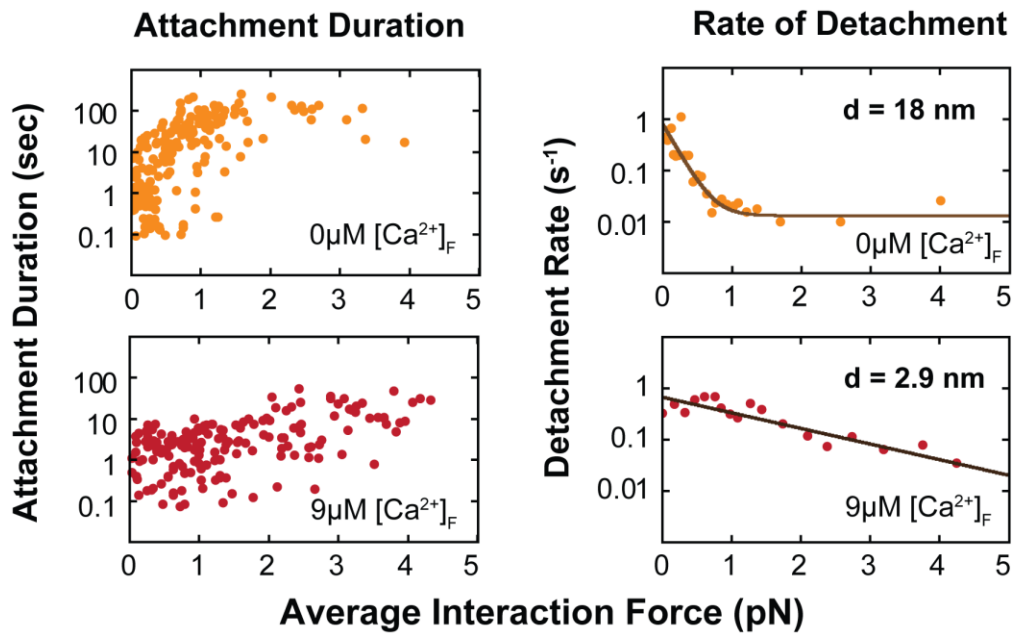 Attachment Duration
Rate of Detachment
Attachment Duration (sec)
100
10
1
0.1
0µM [Ca²⁺]F
0 1 2 3 4 5
100
10
1
0.1
9µM [Ca²⁺]F
0 1 2 3 4 5
Detachment Rate (s⁻¹)
1
0.1
0.01
d = 18 nm
0µM [Ca²⁺]F
0 1 2 3 4 5
1
0.1
0.01
d = 2.9 nm
9µM [Ca²⁺]F
0 1 2 3 4 5
Average Interaction Force (pN)